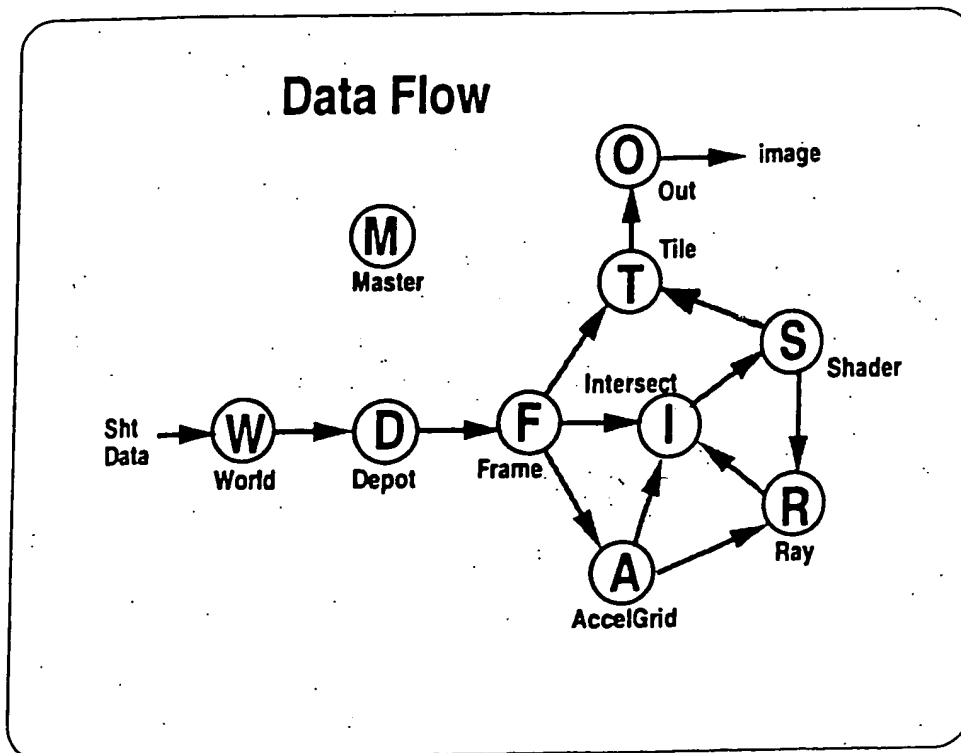 Data Flow
O
image
Out
M
Master
Tile
T
S
Shader
Intersect
Sht
Data
W
World
D
Depot
F
Frame
I
R
Ray
A
AccelGrid